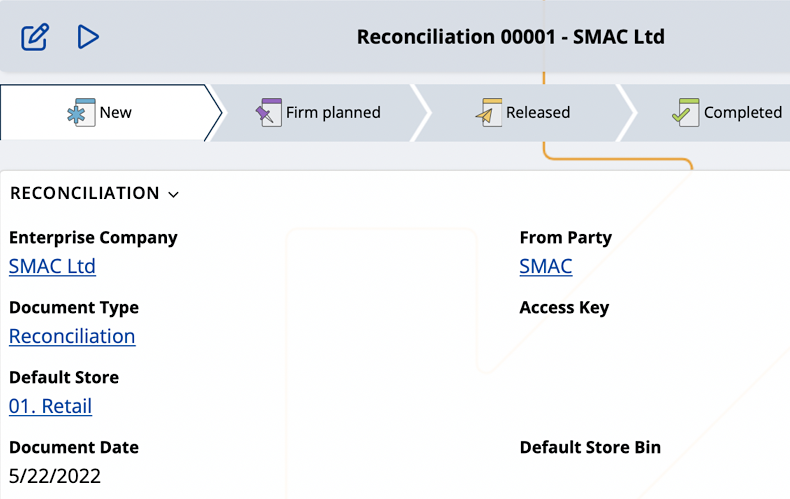 Reconciliation 00001 - SMAC Ltd
New
Firm planned
Released
Completed
RECONCILIATION
Enterprise Company
From Party
SMAC Ltd
SMAC
Document Type
Access Key
Reconciliation
Default Store
01. Retail
Document Date
Default Store Bin
5/22/2022